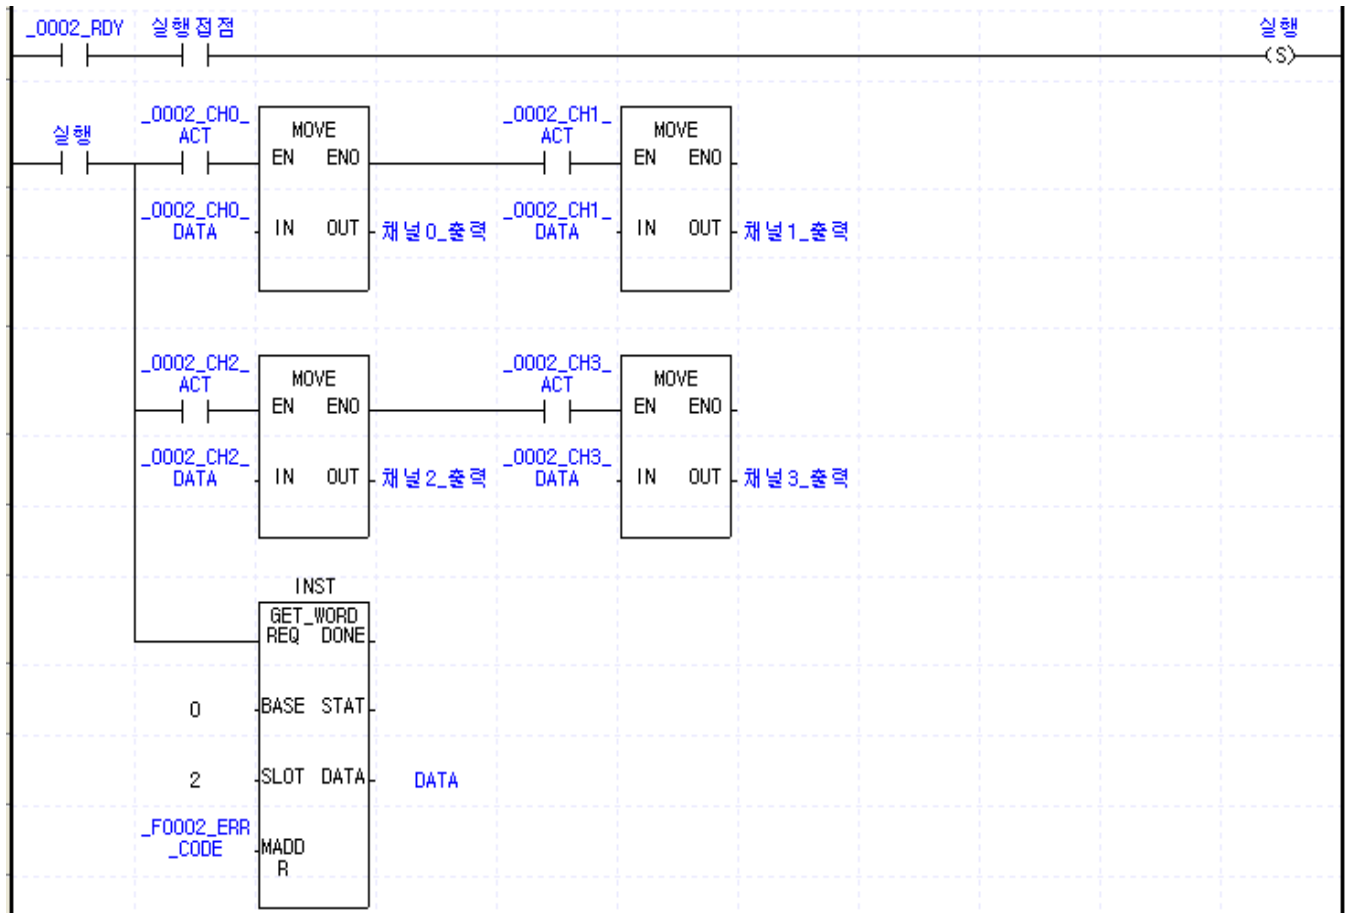 _0002_RDY 실행접점 실행
(S)
실행 _0002_CH0_
ACT MOVE _0002_CH1_
ACT MOVE
EN ENO EN ENO
_0002_CH0_
DATA IN OUT 채널0_출력 _0002_CH1_
DATA IN OUT 채널1_출력
_0002_CH2_
ACT MOVE _0002_CH3_
ACT MOVE
EN ENO EN ENO
_0002_CH2_
DATA IN OUT 채널2_출력 _0002_CH3_
DATA IN OUT 채널3_출력
INST
GET_WORD
REQ DONE
0 BASE STAT
2 SLOT DATA DATA
_F0002_ERR
_CODE MADD
R